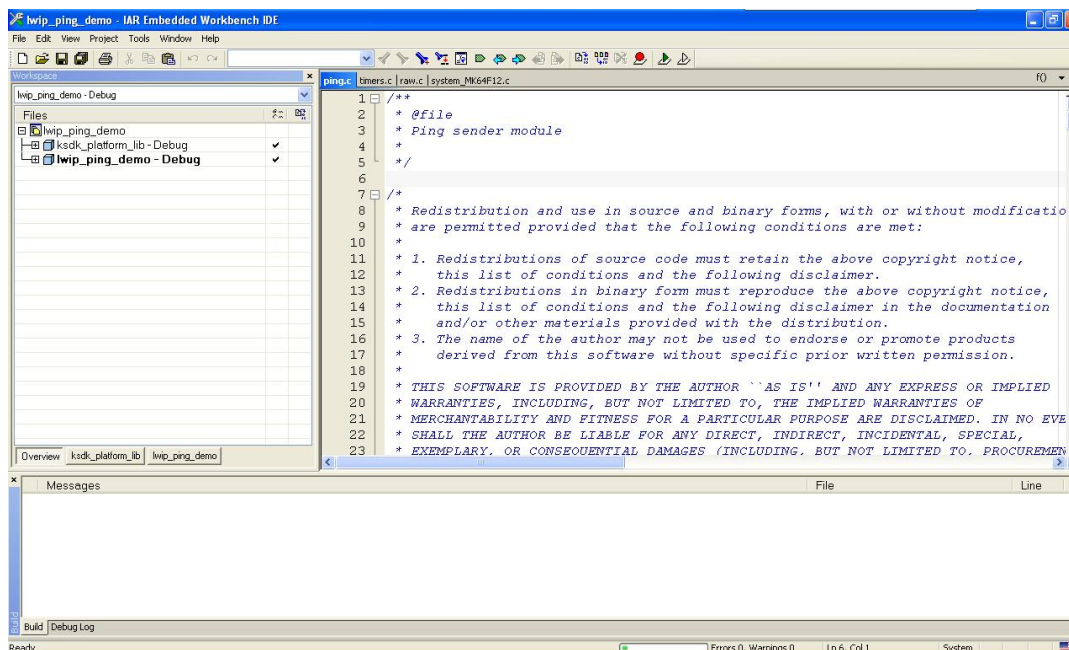 lwip_ping_demo - IAR Embedded Workbench IDE
File Edit View Project Tools Window Help
Workspace
lwip_ping_demo - Debug
Files
lwip_ping_demo
ksdk_platform_lib - Debug
lwip_ping_demo - Debug
Overview ksdk_platform_lib lwip_ping_demo
ping.c timers.c raw.c system_MK64F12.c f()
1 /**
2 * @file
3 * Ping sender module
4 *
5 */
6
7 /*
8 * Redistribution and use in source and binary forms, with or without modificatio
9 * are permitted provided that the following conditions are met:
10 *
11 * 1. Redistributions of source code must retain the above copyright notice,
12 * this list of conditions and the following disclaimer.
13 * 2. Redistributions in binary form must reproduce the above copyright notice,
14 * this list of conditions and the following disclaimer in the documentation
15 * and/or other materials provided with the distribution.
16 * 3. The name of the author may not be used to endorse or promote products
17 * derived from this software without specific prior written permission.
18 *
19 * THIS SOFTWARE IS PROVIDED BY THE AUTHOR ``AS IS'' AND ANY EXPRESS OR IMPLIED
20 * WARRANTIES, INCLUDING, BUT NOT LIMITED TO, THE IMPLIED WARRANTIES OF
21 * MERCHANTABILITY AND FITNESS FOR A PARTICULAR PURPOSE ARE DISCLAIMED. IN NO EVE
22 * SHALL THE AUTHOR BE LIABLE FOR ANY DIRECT, INDIRECT, INCIDENTAL, SPECIAL,
23 * EXEMPLARY, OR CONSEQUENTIAL DAMAGES (INCLUDING, BUT NOT LIMITED TO, PROCUREMEN
Messages File Line
Build
Build Debug Log
Ready Errors 0, Warnings 0 Ln 6, Col 1 System